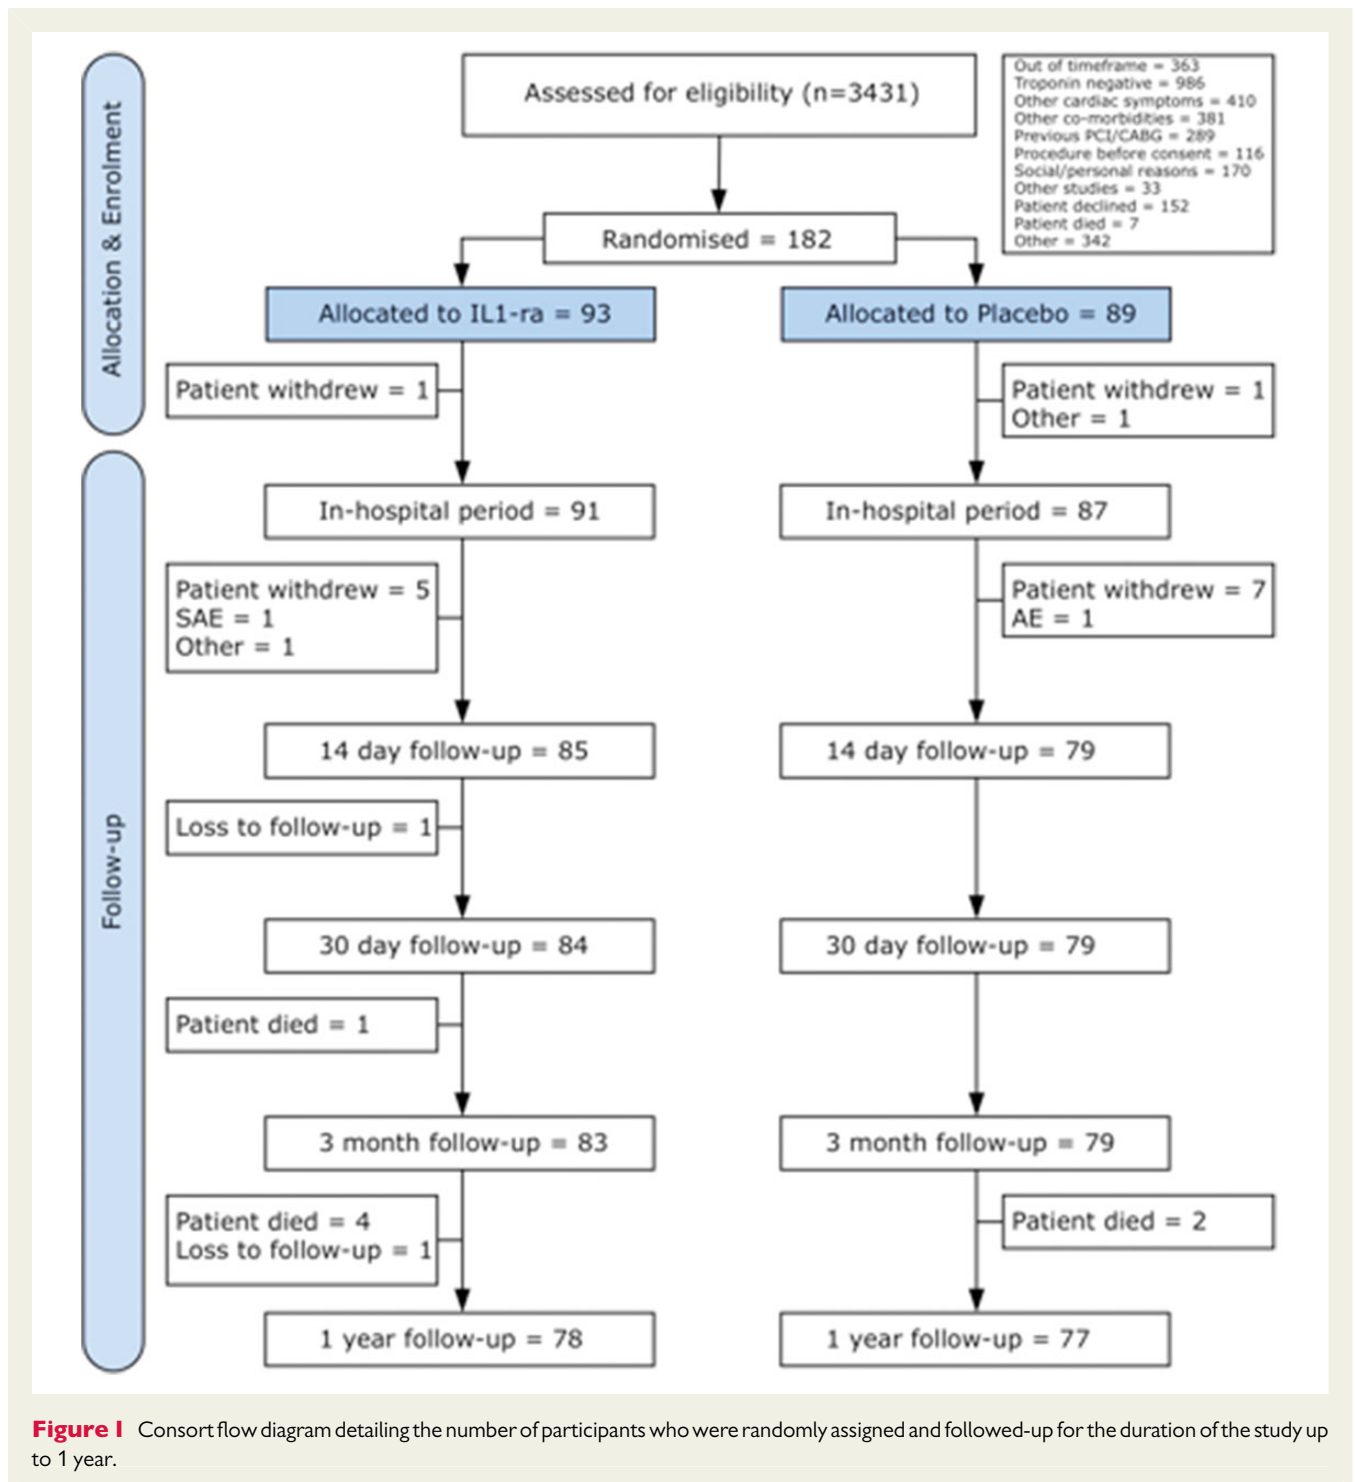 Allocation & Enrolment
Assessed for eligibility (n=3431)
Out of timeframe = 363
Troponin negative = 986
Other cardiac symptoms = 410
Other co-morbidities = 381
Previous PCI/CABG = 289
Procedure before consent = 116
Social/personal reasons = 170
Other studies = 33
Patient declined = 152
Patient died = 7
Other = 342
Randomised = 182
Allocated to IL1-ra = 93
Allocated to Placebo = 89
Patient withdrew = 1
Patient withdrew = 1
Other = 1
Follow-up
In-hospital period = 91
In-hospital period = 87
Patient withdrew = 5
SAE = 1
Other = 1
Patient withdrew = 7
AE = 1
14 day follow-up = 85
14 day follow-up = 79
Loss to follow-up = 1
30 day follow-up = 84
30 day follow-up = 79
Patient died = 1
3 month follow-up = 83
3 month follow-up = 79
Patient died = 4
Loss to follow-up = 1
Patient died = 2
1 year follow-up = 78
1 year follow-up = 77
Figure 1 Consort flow diagram detailing the number of participants who were randomly assigned and followed-up for the duration of the study up
to 1 year.